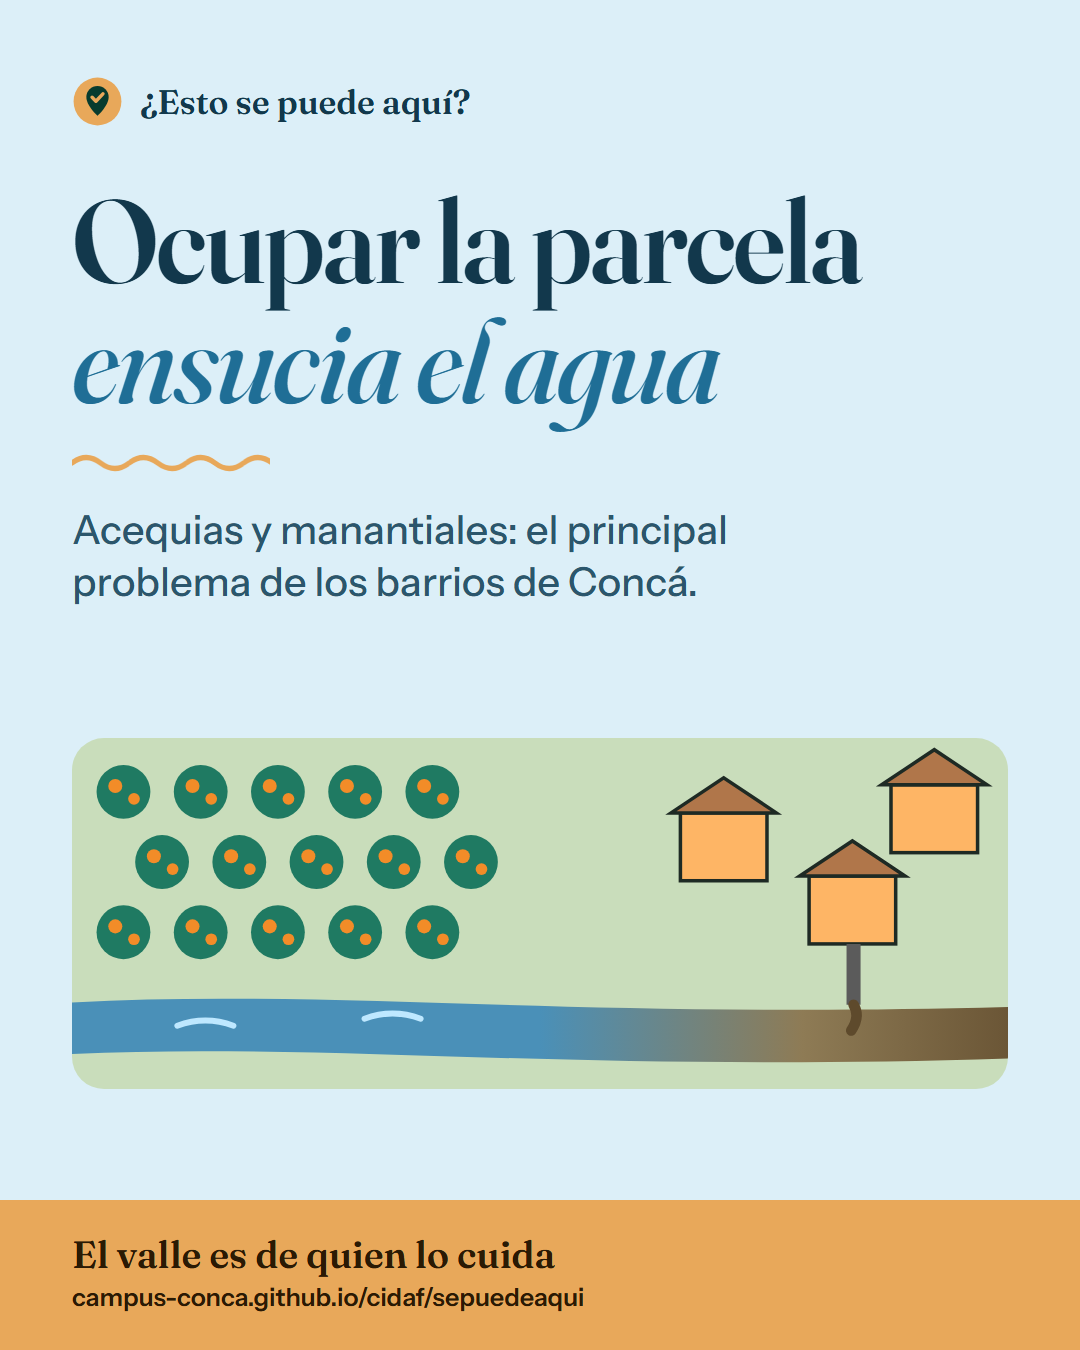 ¿Esto se puede aquí?
Ocupar la parcela
ensucia el agua
Acequias y manantiales: el principal
problema de los barrios de Concá.
El valle es de quien lo cuida
campus-conca.github.io/cidaf/sepuedeaqui